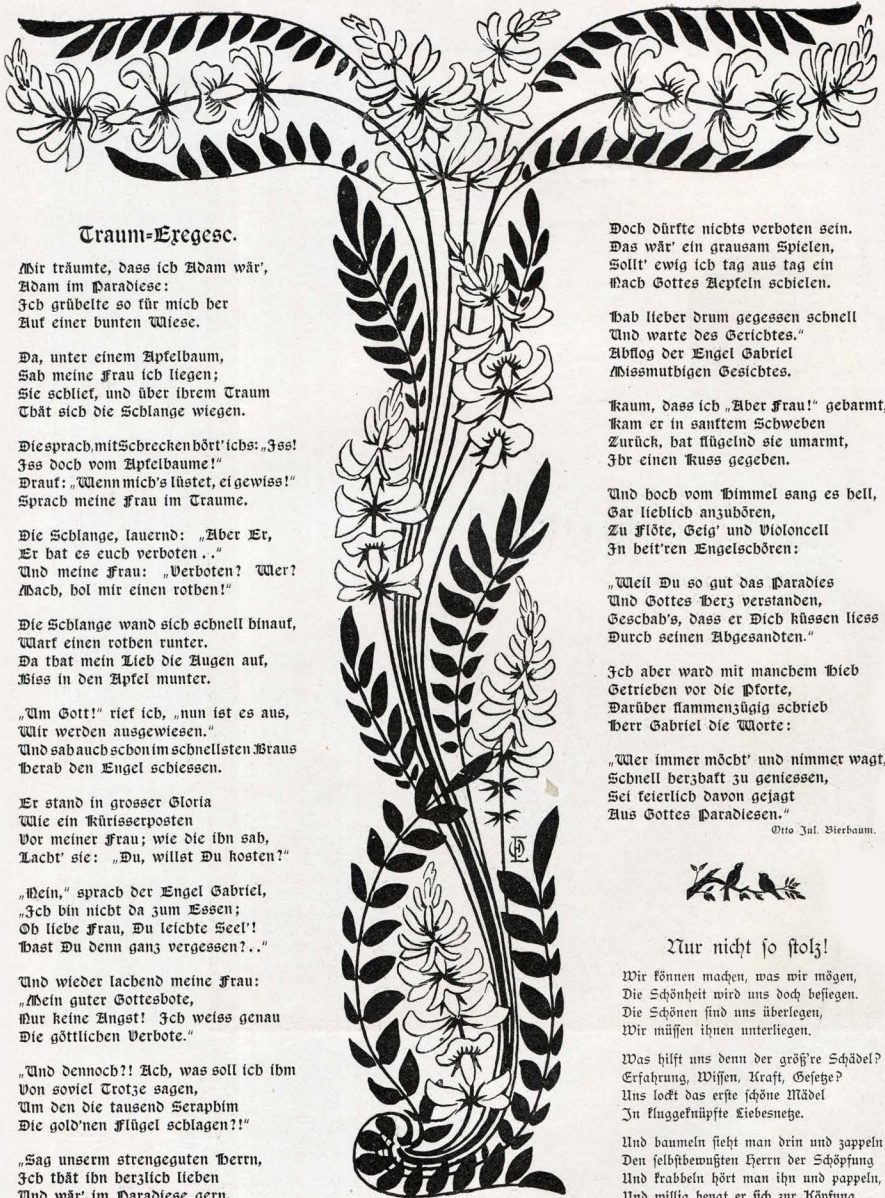 Traum-Exegese.
Mir träumte, dass ich Adam wär',
Adam im Paradiese:
Ich grübelte so für mich her
Auf einer bunten Wiese.
Da, unter einem Apfelbaum,
Sah meine Frau ich liegen;
Sie schlief, und über ihrem Traum
Thät sich die Schlange wiegen.
Die sprach, mit Schrecken hört' ichs: „Iss!
Iss doch vom Apfelbaume!"
Drauf: „Wenn mich's lüstet, ei gewiss!"
Sprach meine Frau im Traume.
Die Schlange, lauernd: „Aber Er,
Er hat es euch verboten . ."
Und meine Frau: „Verboten? Wer?
Mach, hol mir einen rothen!"
Die Schlange wand sich schnell hinauf,
Warf einen rothen runter.
Da that mein Lieb die Augen auf,
Biss in den Apfel munter.
„Um Gott!" rief ich, „nun ist es aus,
Wir werden ausgewiesen."
Und sah auch schon im schnellsten Braus
Herab den Engel schiessen.
Er stand in grosser Gloria
Wie ein Kürisserposten
Vor meiner Frau; wie die ihn sah,
Lacht' sie: „Du, willst Du kosten?"
„Nein," sprach der Engel Gabriel,
„Ich bin nicht da zum Essen;
Oh liebe Frau, Du leichte Seel'!
Hast Du denn ganz vergessen?.."
Und wieder lachend meine Frau:
„Mein guter Gottesbote,
Nur keine Angst! Ich weiss genau
Die göttlichen Verbote."
„Und dennoch?! Ach, was soll ich ihm
Von soviel Trotze sagen,
Um den die tausend Seraphim
Die gold'nen Flügel schlagen?!"
„Sag unserm strengeguten Herrn,
Ich thät ihn herzlich lieben
Und wär' im Paradiese gern,
Doch dürfte nichts verboten sein.
Das wär' ein grausam Spielen,
Sollt' ewig ich tag aus tag ein
Nach Gottes Aepfeln schielen.
Hab lieber drum gegessen schnell
Und warte des Gerichtes."
Abflog der Engel Gabriel
Missmuthigen Gesichtes.
Kaum, dass ich „Aber Frau!" gebarmt,
Kam er in sanftem Schweben
Zurück, hat flügelnd sie umarmt,
Ihr einen Kuss gegeben.
Und hoch vom Himmel sang es hell,
Gar lieblich anzuhören,
Zu Flöte, Geig' und Violoncell
In heit'ren Engelschören:
„Weil Du so gut das Paradies
Und Gottes Herz verstanden,
Geschah's, dass er Dich küssen liess
Durch seinen Abgesandten."
Ich aber ward mit manchem Hieb
Getrieben vor die Pforte,
Darüber flammenzügig schrieb
Herr Gabriel die Worte:
„Wer immer möcht' und nimmer wagt,
Schnell herzhaft zu geniessen,
Sei feierlich davon gejagt
Aus Gottes Paradiesen."
Otto Jul. Bierbaum.
Nur nicht so stolz!
Wir können machen, was wir mögen,
Die Schönheit wird uns doch besiegen.
Die Schönen sind uns überlegen,
Wir müssen ihnen unterliegen.
Was hilft uns denn der größ're Schädel?
Erfahrung, Wissen, Kraft, Gesetze?
Uns lockt das erste schöne Mädel
In kluggeknüpfte Liebesnetze.
Und baumeln sieht man drin und zappeln
Den selbstbewußten Herrn der Schöpfung
Und krabbeln hört man ihn und pappeln,
Und willig beugt er sich zur Köpfung